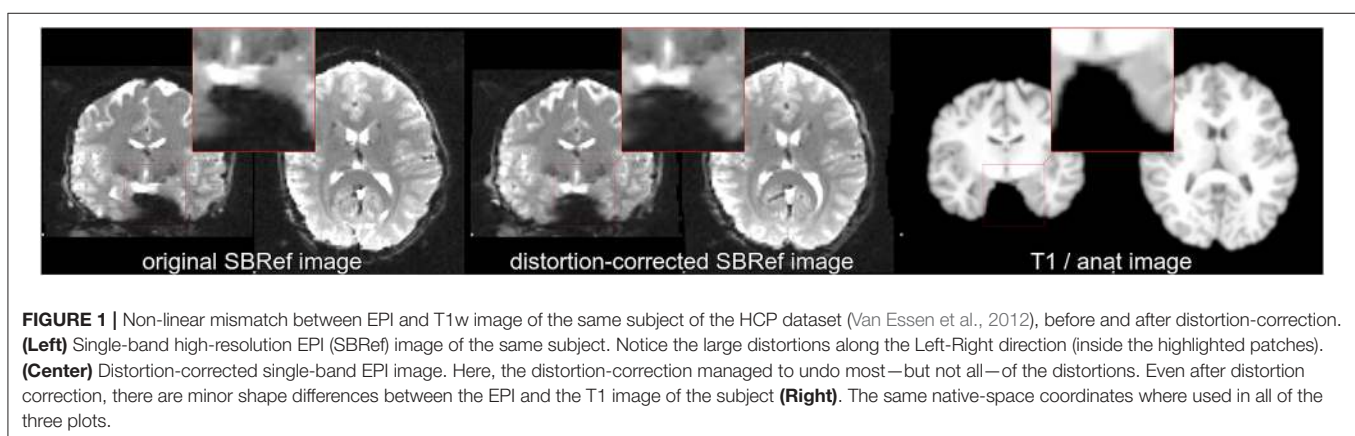 original SBRef image
distortion-corrected SBRef image
T1 / anat image
FIGURE 1 | Non-linear mismatch between EPI and T1w image of the same subject of the HCP dataset (Van Essen et al., 2012), before and after distortion-correction.
(Left) Single-band high-resolution EPI (SBRef) image of the same subject. Notice the large distortions along the Left-Right direction (inside the highlighted patches).
(Center) Distortion-corrected single-band EPI image. Here, the distortion-correction managed to undo most—but not all—of the distortions. Even after distortion
correction, there are minor shape differences between the EPI and the T1 image of the subject (Right). The same native-space coordinates where used in all of the
three plots.